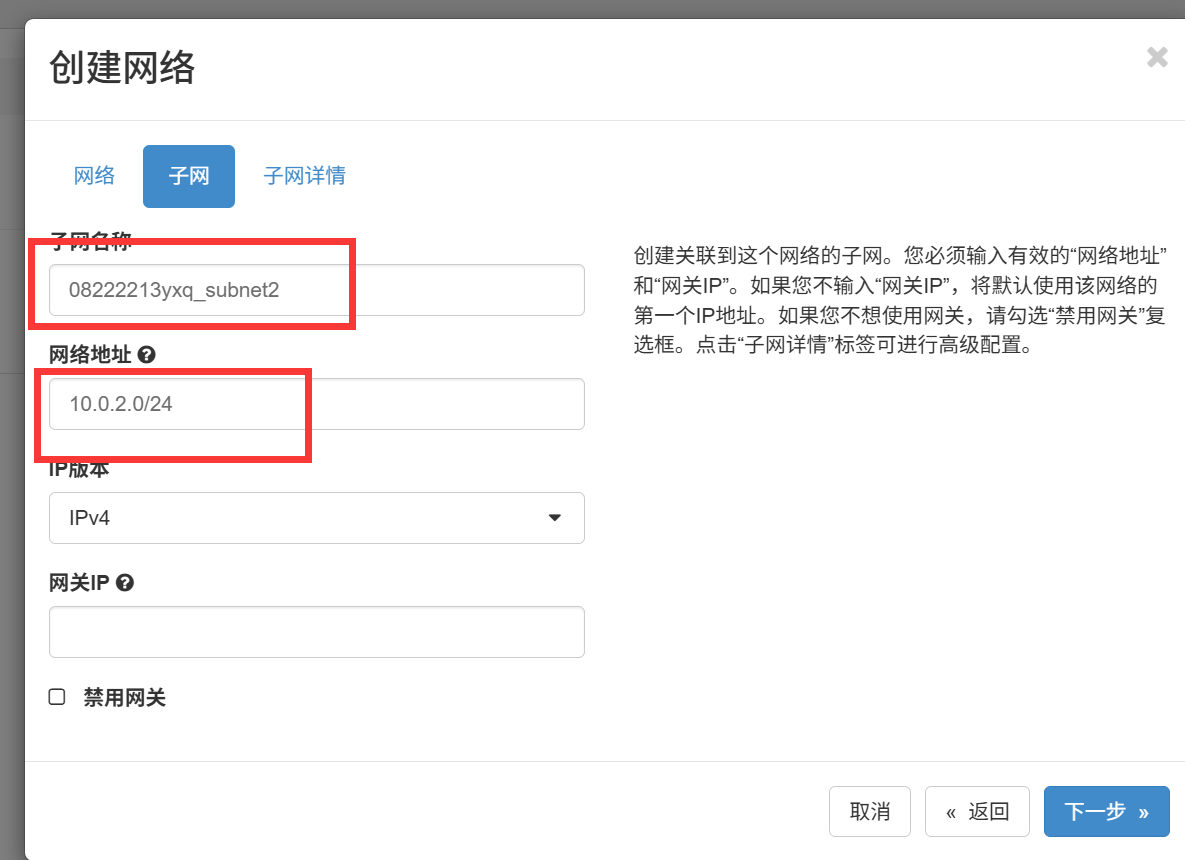 创建网络
网络
子网
子网详情
子网名称
08222213yxq_subnet2
网络地址
10.0.2.0/24
IP版本
IPv4
网关IP
禁用网关
创建关联到这个网络的子网。您必须输入有效的“网络地址”
和“网关IP”。如果您不输入“网关IP”，将默认使用该网络的
第一个IP地址。如果您不想使用网关，请勾选“禁用网关”复
选框。点击“子网详情”标签可进行高级配置。
取消
« 返回
下一步 »